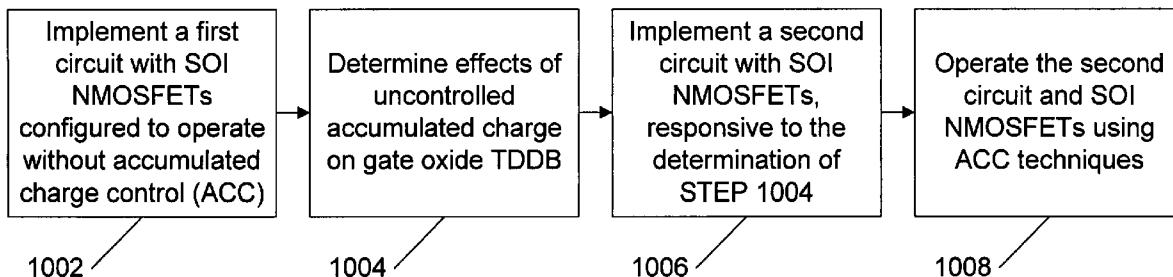 Implement a first
circuit with SOI
NMOSFETs
configured to operate
without accumulated
charge control (ACC)
Determine effects of
uncontrolled
accumulated charge
on gate oxide TDDB
Implement a second
circuit with SOI
NMOSFETs,
responsive to the
determination of
STEP 1004
Operate the second
circuit and SOI
NMOSFETs using
ACC techniques
1002
1004
1006
1008